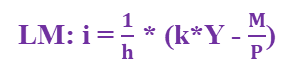 LM: i = 1/h * (k*Y - M/P)